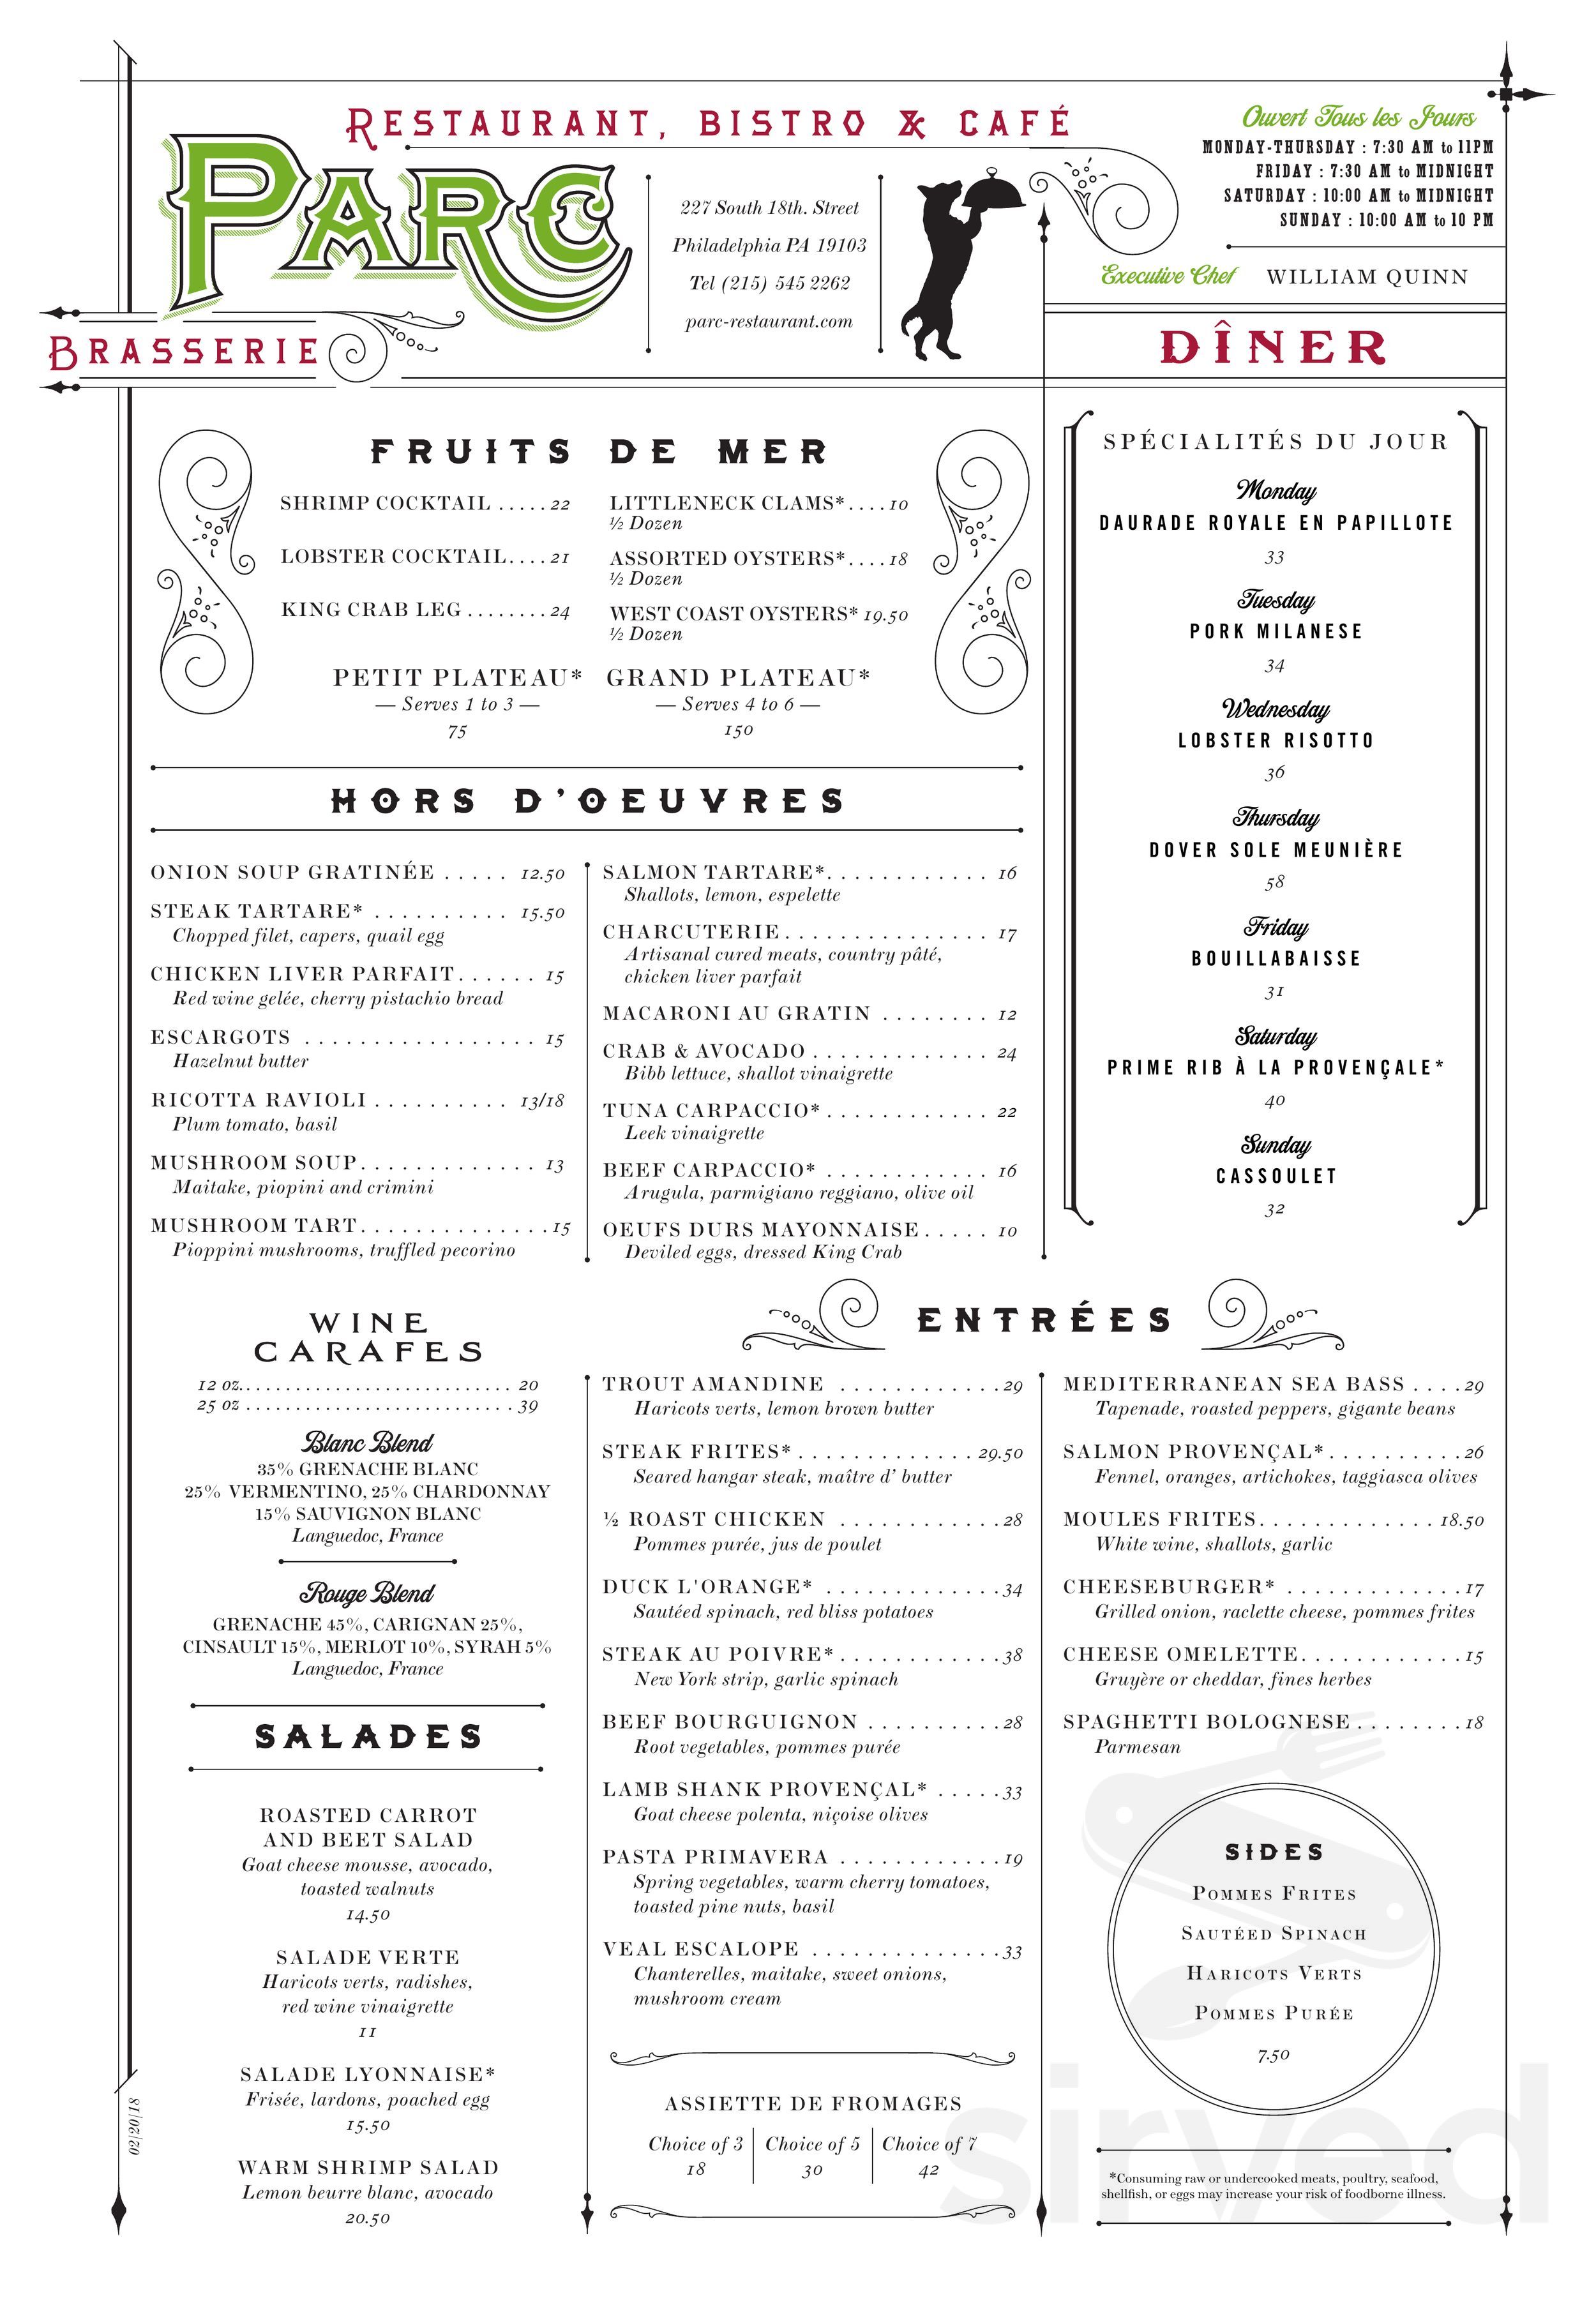 RESTAURANT, BISTRO & CAFÉ
PARC
BRASSERIE
227 South 18th. Street
Philadelphia PA 19103
Tel (215) 545 2262
parc-restaurant.com
Ouvert Tous les Jours
MONDAY-THURSDAY : 7:30 AM to 11PM
FRIDAY : 7:30 AM to MIDNIGHT
SATURDAY : 10:00 AM to MIDNIGHT
SUNDAY : 10:00 AM to 10 PM
Executive Chef WILLIAM QUINN
DÎNER
FRUITS DE MER
SHRIMP COCKTAIL ..... 22
LOBSTER COCKTAIL.... 21
KING CRAB LEG ........ 24
LITTLENECK CLAMS*.... 10
½ Dozen
ASSORTED OYSTERS*.... 18
½ Dozen
WEST COAST OYSTERS* 19.50
½ Dozen
PETIT PLATEAU*
— Serves 1 to 3 —
75
GRAND PLATEAU*
— Serves 4 to 6 —
150
SPÉCIALITÉS DU JOUR
Monday
DAURADE ROYALE EN PAPILLOTE
33
Tuesday
PORK MILANESE
34
Wednesday
LOBSTER RISOTTO
36
Thursday
DOVER SOLE MEUNIÈRE
58
Friday
BOUILLABAISSE
31
Saturday
PRIME RIB À LA PROVENÇALE*
40
Sunday
CASSOULET
32
HORS D'OEUVRES
ONION SOUP GRATINÉE ..... 12.50
STEAK TARTARE* .......... 15.50
Chopped filet, capers, quail egg
CHICKEN LIVER PARFAIT...... 15
Red wine gelée, cherry pistachio bread
ESCARGOTS ................. 15
Hazelnut butter
RICOTTA RAVIOLI .......... 13/18
Plum tomato, basil
MUSHROOM SOUP............. 13
Maitake, piopini and crimini
MUSHROOM TART.............. 15
Pioppini mushrooms, truffled pecorino
SALMON TARTARE*............ 16
Shallots, lemon, espelette
CHARCUTERIE............... 17
Artisanal cured meats, country pâté,
chicken liver parfait
MACARONI AU GRATIN ........ 12
CRAB & AVOCADO ............. 24
Bibb lettuce, shallot vinaigrette
TUNA CARPACCIO*............ 22
Leek vinaigrette
BEEF CARPACCIO* ............ 16
Arugula, parmigiano reggiano, olive oil
OEUFS DURS MAYONNAISE..... 10
Deviled eggs, dressed King Crab
WINE
CARAFES
12 oz............................ 20
25 oz ........................... 39
Blanc Blend
35% GRENACHE BLANC
25% VERMENTINO, 25% CHARDONNAY
15% SAUVIGNON BLANC
Languedoc, France
Rouge Blend
GRENACHE 45%, CARIGNAN 25%,
CINSAULT 15%, MERLOT 10%, SYRAH 5%
Languedoc, France
SALADES
ROASTED CARROT
AND BEET SALAD
Goat cheese mousse, avocado,
toasted walnuts
14.50
SALADE VERTE
Haricots verts, radishes,
red wine vinaigrette
11
SALADE LYONNAISE*
Frisée, lardons, poached egg
15.50
WARM SHRIMP SALAD
Lemon beurre blanc, avocado
20.50
02/20/18
ENTRÉES
TROUT AMANDINE ............ 29
Haricots verts, lemon brown butter
STEAK FRITES*........... 29.50
Seared hangar steak, maître d' butter
½ ROAST CHICKEN ............ 28
Pommes purée, jus de poulet
DUCK L'ORANGE* ............. 34
Sautéed spinach, red bliss potatoes
STEAK AU POIVRE*............ 38
New York strip, garlic spinach
BEEF BOURGUIGNON .......... 28
Root vegetables, pommes purée
LAMB SHANK PROVENÇAL* ..... 33
Goat cheese polenta, niçoise olives
PASTA PRIMAVERA ............ 19
Spring vegetables, warm cherry tomatoes,
toasted pine nuts, basil
VEAL ESCALOPE .............. 33
Chanterelles, maitake, sweet onions,
mushroom cream
ASSIETTE DE FROMAGES
Choice of 3 Choice of 5 Choice of 7
18 30 42
MEDITERRANEAN SEA BASS .... 29
Tapenade, roasted peppers, gigante beans
SALMON PROVENÇAL*.......... 26
Fennel, oranges, artichokes, taggiasca olives
MOULES FRITES............. 18.50
White wine, shallots, garlic
CHEESEBURGER* ............. 17
Grilled onion, raclette cheese, pommes frites
CHEESE OMELETTE............ 15
Gruyère or cheddar, fines herbes
SPAGHETTI BOLOGNESE........ 18
Parmesan
SIDES
POMMES FRITES
SAUTÉED SPINACH
HARICOTS VERTS
POMMES PURÉE
7.50
*Consuming raw or undercooked meats, poultry, seafood,
shellfish, or eggs may increase your risk of foodborne illness.
sirved